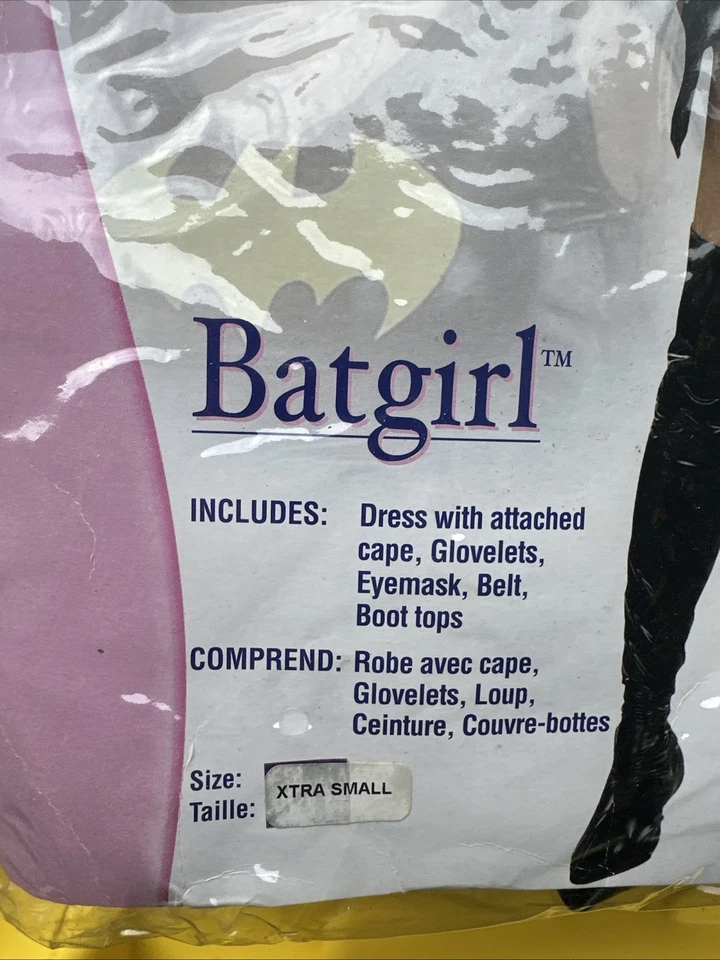 Batgirl™
INCLUDES: Dress with attached
cape, Glovelets,
Eyemask, Belt,
Boot tops
COMPREND: Robe avec cape,
Glovelets, Loup,
Ceinture, Couvre-bottes
Size:
Taille:
XTRA SMALL